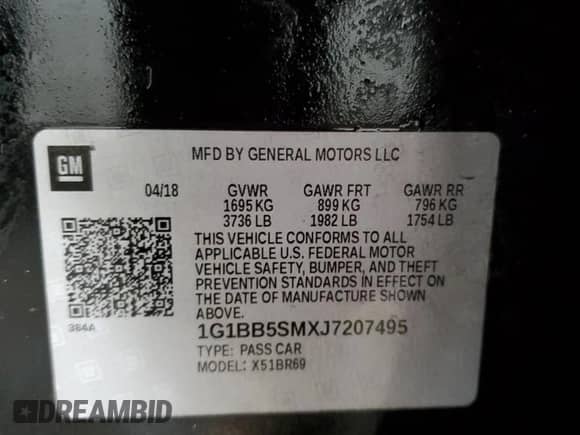 GM
MFD BY GENERAL MOTORS LLC
04/18 GVWR GAWR FRT GAWR RR
1695 KG 899 KG 796 KG
3736 LB 1982 LB 1754 LB
THIS VEHICLE CONFORMS TO ALL
APPLICABLE U.S. FEDERAL MOTOR
VEHICLE SAFETY, BUMPER, AND THEFT
PREVENTION STANDARDS IN EFFECT ON
THE DATE OF MANUFACTURE SHOWN
ABOVE.
384A
1G1BB5SMXJ7207495
TYPE: PASS CAR
MODEL: X51BR69
DREAMBID